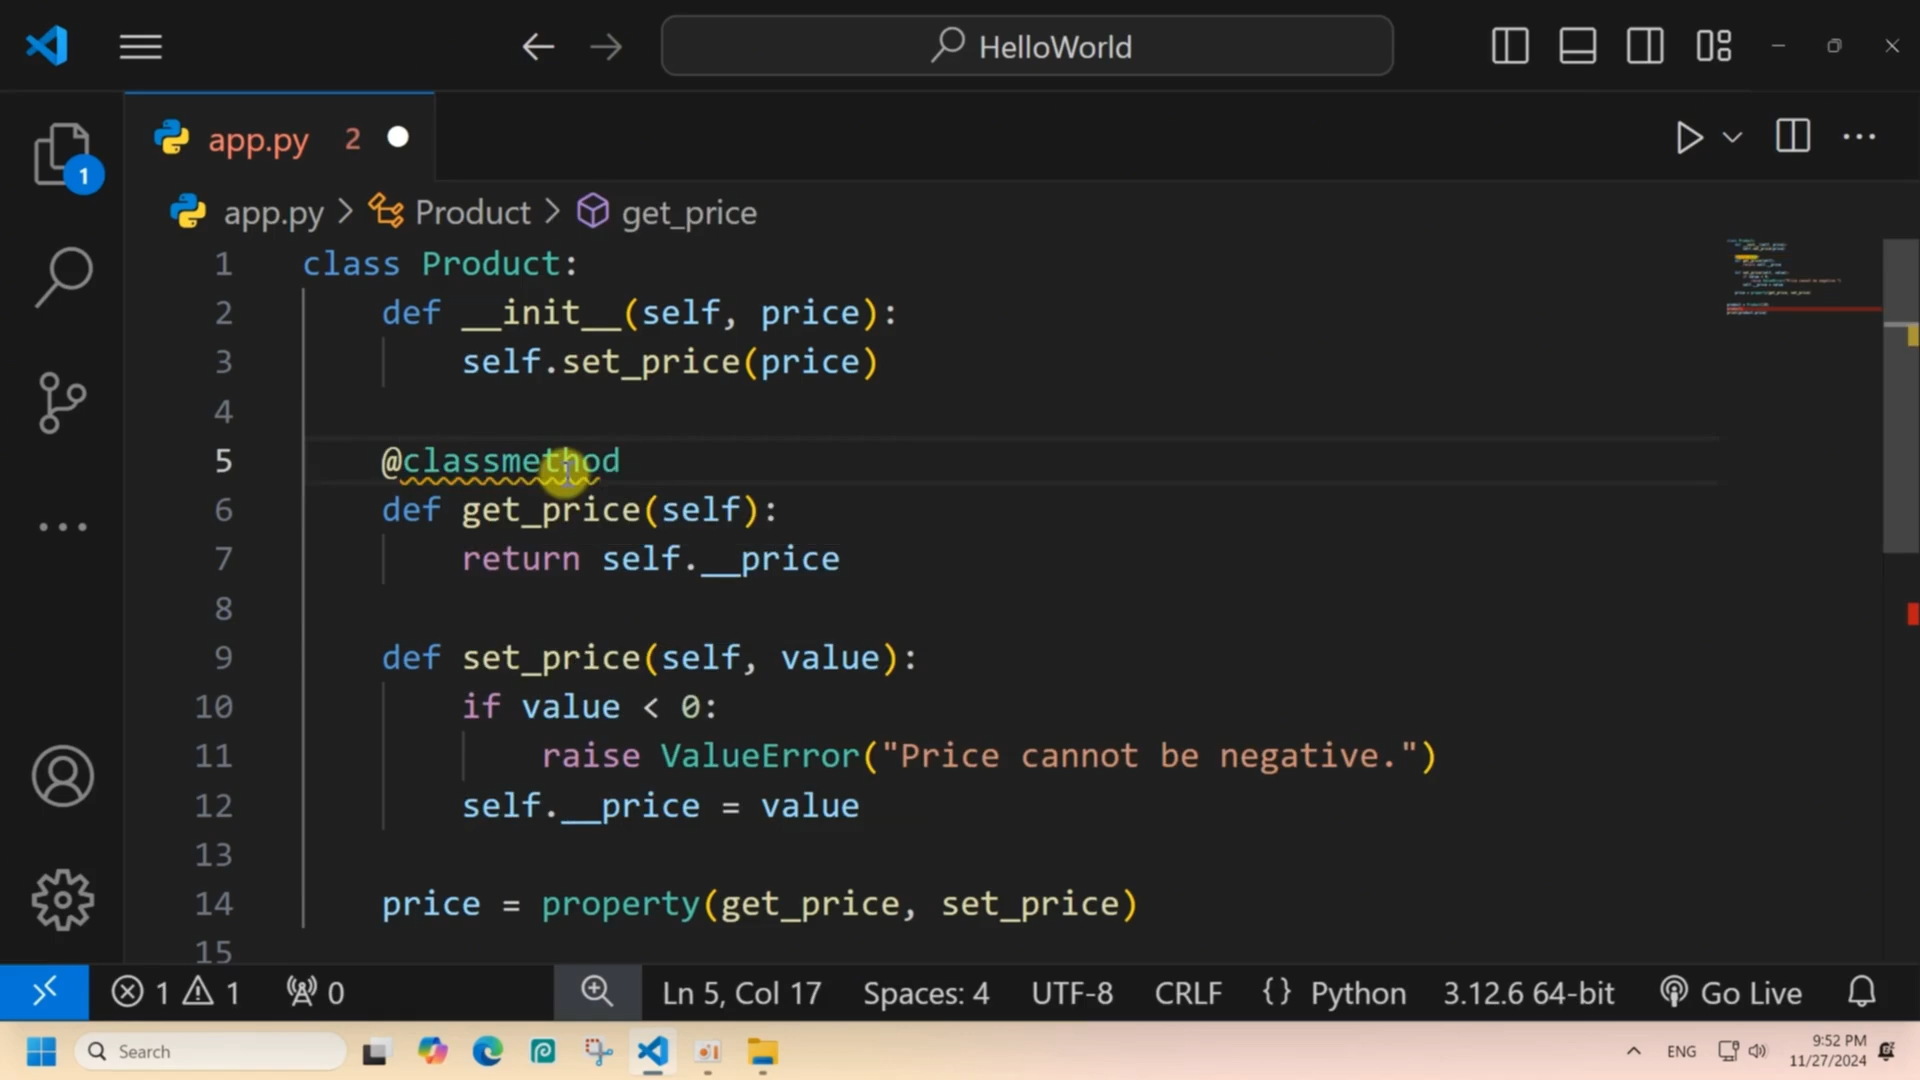 HelloWorld
app.py 2
1
app.py > Product > get_price
1 class Product:
2 def __init__(self, price):
3 self.set_price(price)
4
5 @classmethod
6 def get_price(self):
7 return self.__price
8
9 def set_price(self, value):
10 if value < 0:
11 raise ValueError("Price cannot be negative.")
12 self.__price = value
13
14 price = property(get_price, set_price)
15
1 1 0 Ln 5, Col 17 Spaces: 4 UTF-8 CRLF {} Python 3.12.6 64-bit Go Live
Search ENG 9:52 PM
11/27/2024